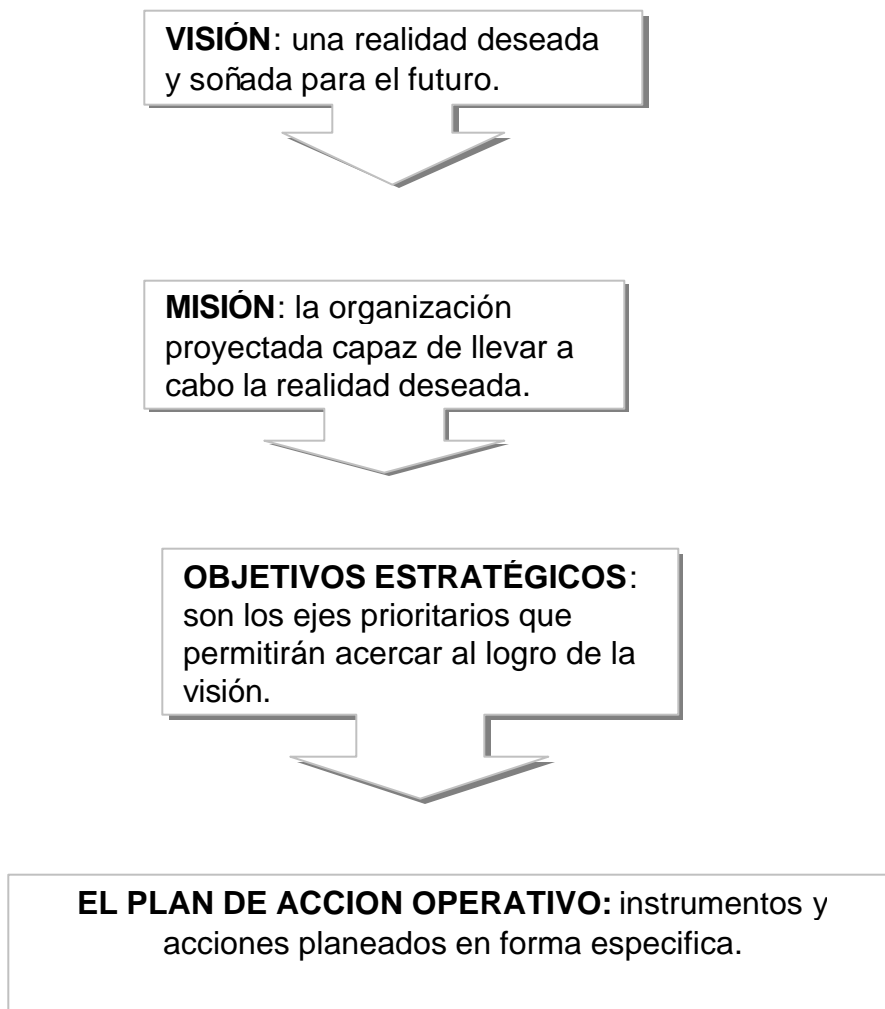 VISIÓN: una realidad deseada
y soñada para el futuro.
MISIÓN: la organización
proyectada capaz de llevar a
cabo la realidad deseada.
OBJETIVOS ESTRATÉGICOS:
son los ejes prioritarios que
permitirán acercar al logro de la
visión.
EL PLAN DE ACCION OPERATIVO: instrumentos y
acciones planeados en forma especifica.